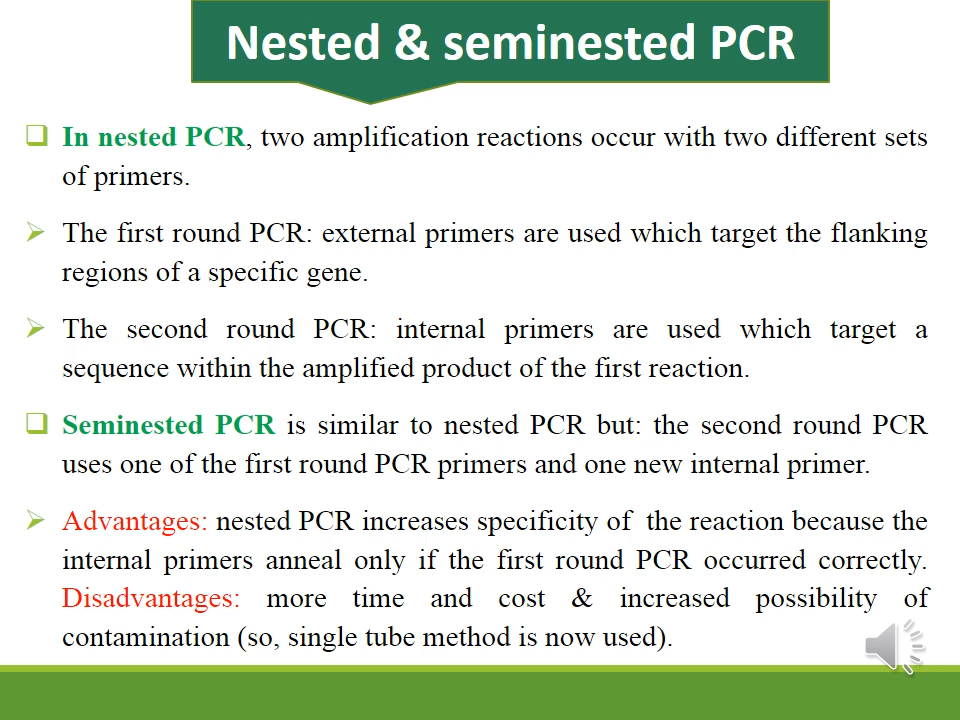 Nested & seminested PCR
In nested PCR, two amplification reactions occur with two different sets
of primers.
The first round PCR: external primers are used which target the flanking
regions of a specific gene.
The second round PCR: internal primers are used which target a
sequence within the amplified product of the first reaction.
Seminested PCR is similar to nested PCR but: the second round PCR
uses one of the first round PCR primers and one new internal primer.
Advantages: nested PCR increases specificity of the reaction because the
internal primers anneal only if the first round PCR occurred correctly.
Disadvantages: more time and cost & increased possibility of
contamination (so, single tube method is now used).